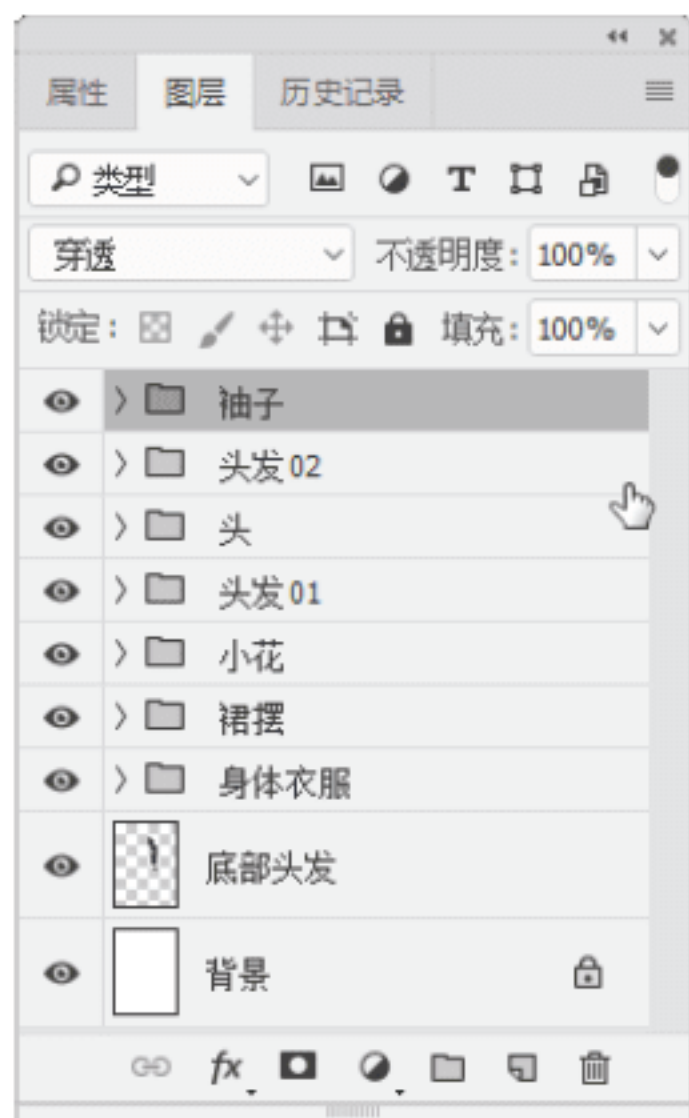 属性 图层 历史记录
类型
穿透 不透明度: 100%
锁定: 填充: 100%
袖子
头发02
头
头发01
小花
裙摆
身体衣服
底部头发
背景
fx